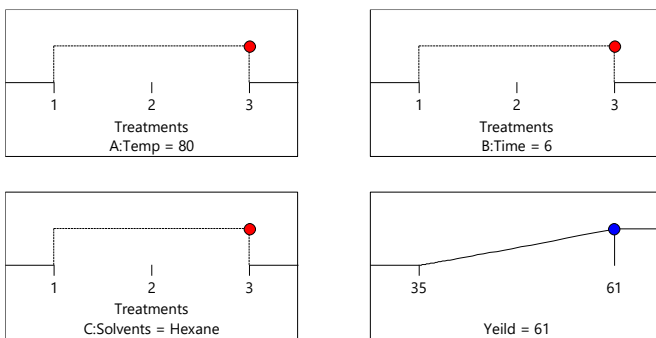 1 2 3
Treatments
A:Temp = 80
1 2 3
Treatments
B:Time = 6
1 2 3
Treatments
C:Solvents = Hexane
35 61
Yeild = 61